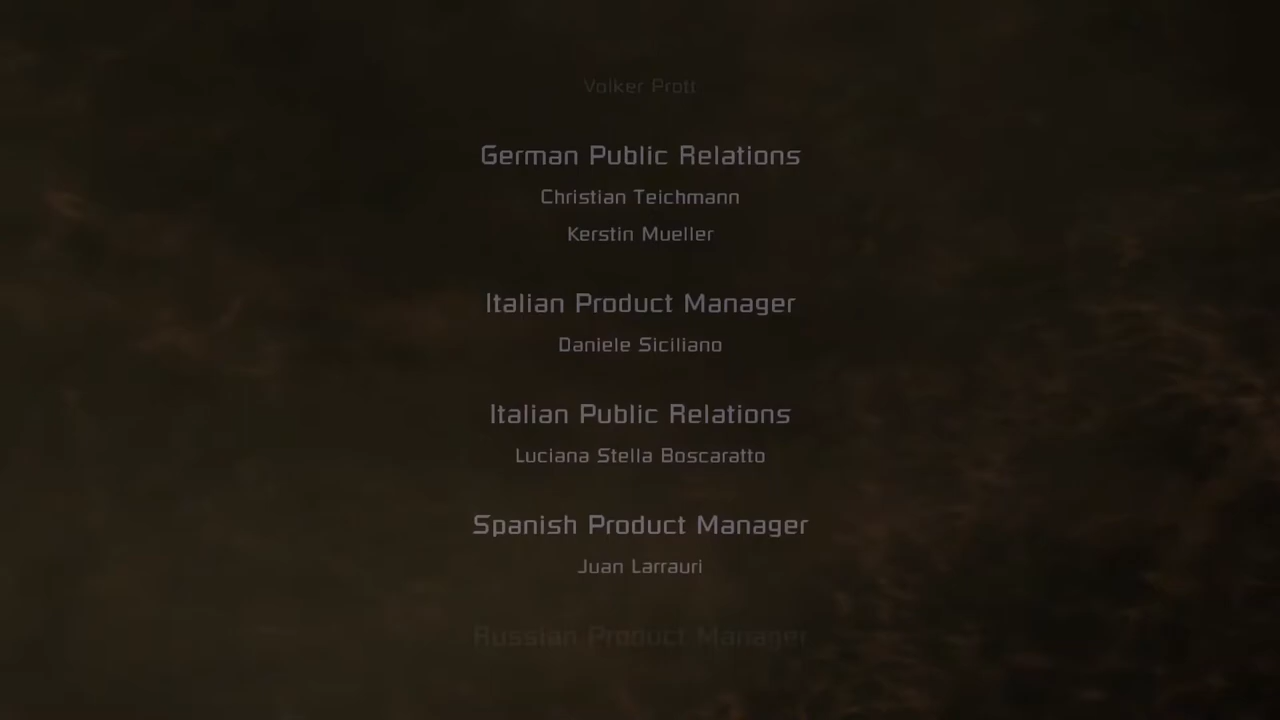 Volker Prott
German Public Relations
Christian Teichmann
Kerstin Mueller
Italian Product Manager
Daniele Siciliano
Italian Public Relations
Luciana Stella Boscaratto
Spanish Product Manager
Juan Larrauri
Russian Product Manager